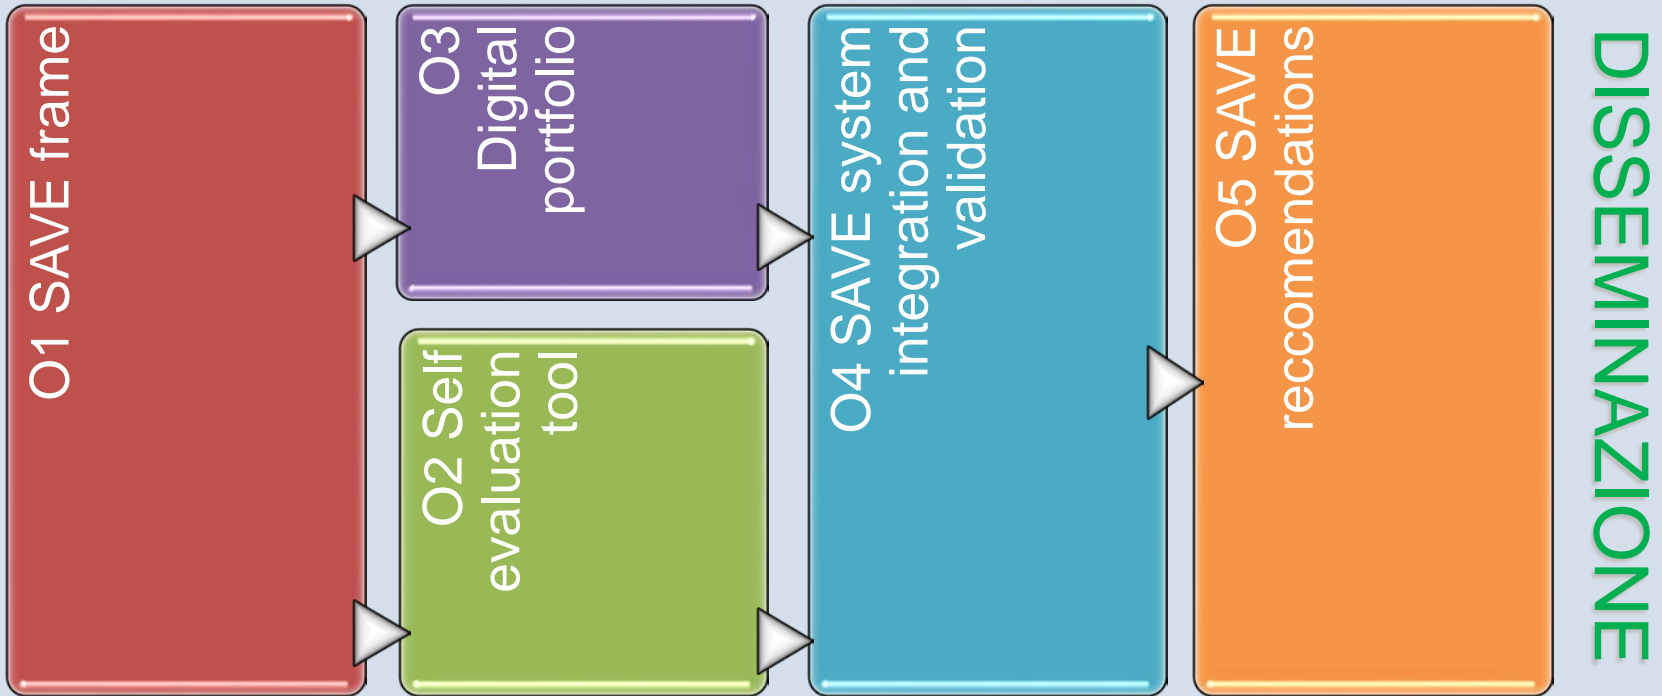 O1 SAVE frame
O3
Digital
portfolio
O2 Self
evaluation
tool
O4 SAVE system
integration and
validation
O5 SAVE
reccomendations
DISSEMINAZIONE